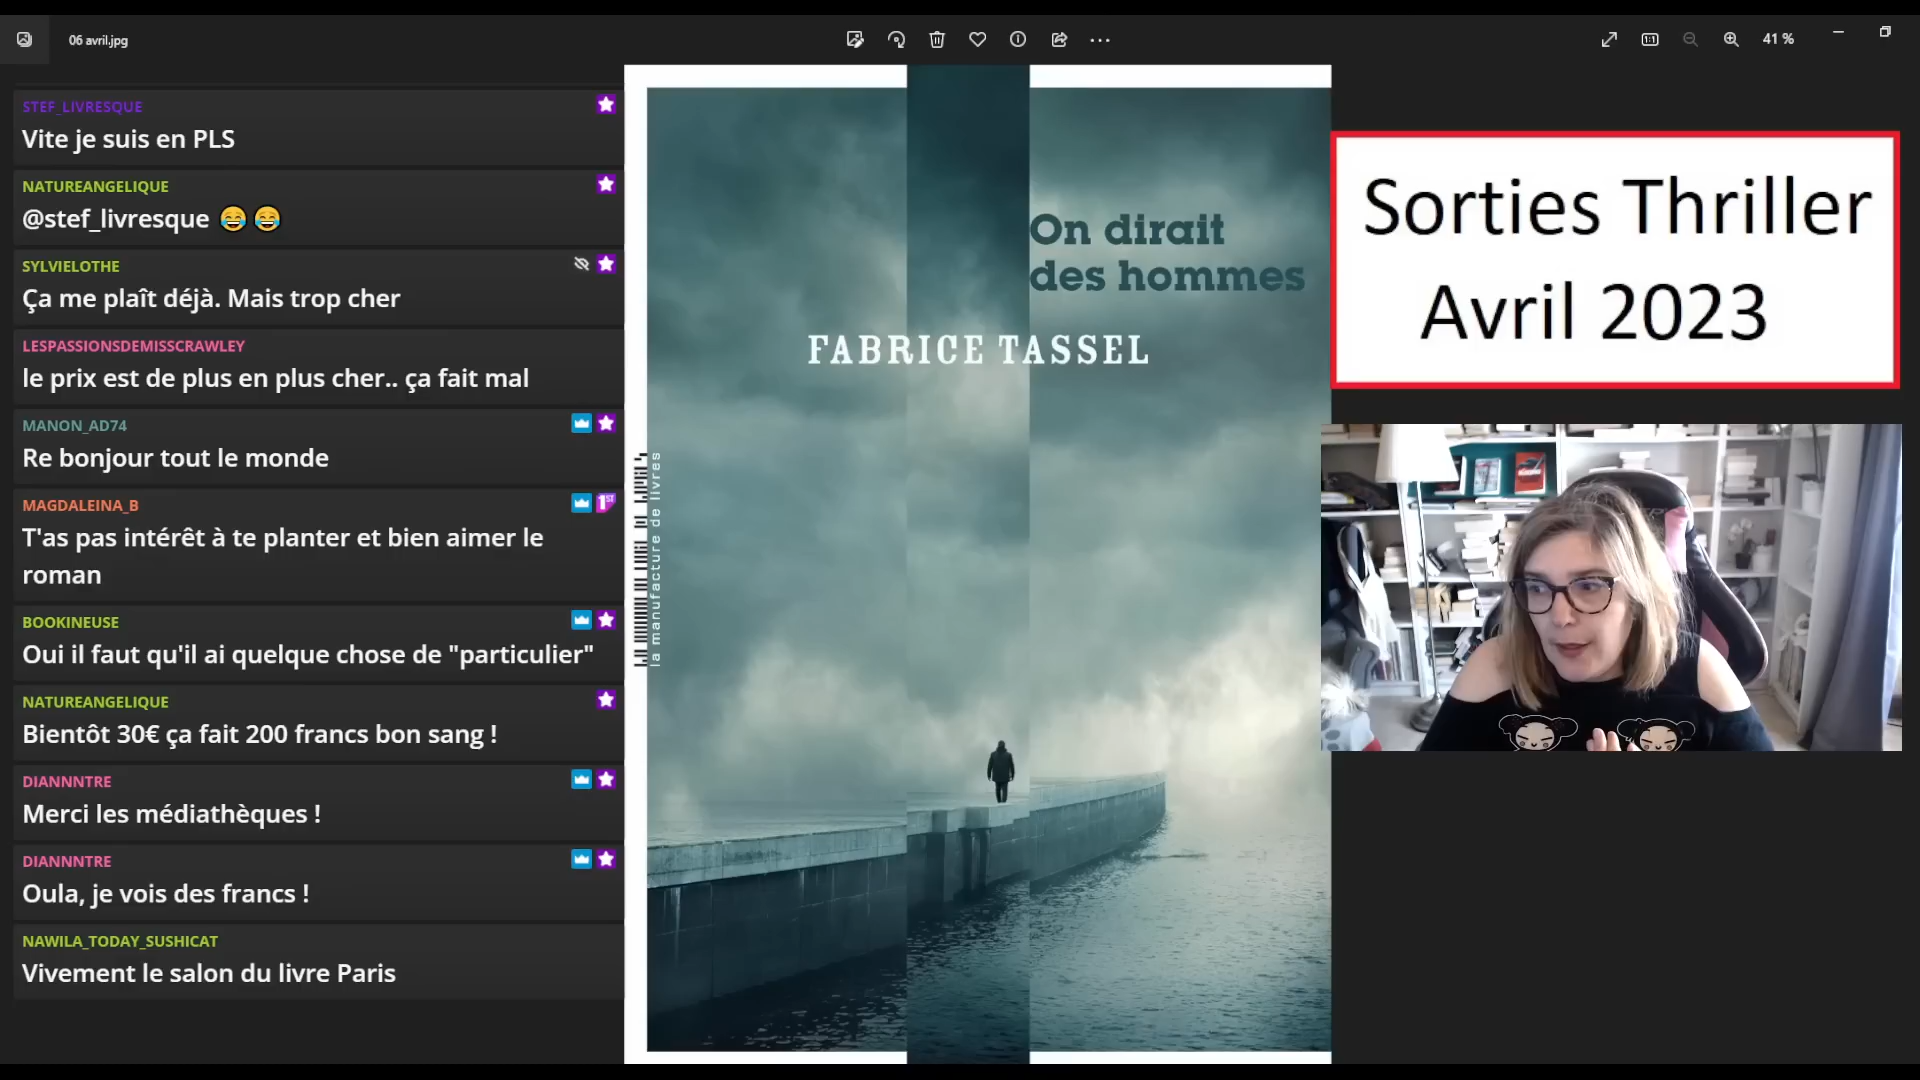 06 avril.jpg
41 %
STEF_LIVRESQUE
Vite je suis en PLS
NATUREANGELIQUE
@stef_livresque 😂 😂
SYLVIELOTHE
Ça me plaît déjà. Mais trop cher
LESPASSIONSDEMISSCRAWLEY
le prix est de plus en plus cher.. ça fait mal
MANON_AD74
Re bonjour tout le monde
MAGDALEINA_B
1ST
T'as pas intérêt à te planter et bien aimer le
roman
BOOKINEUSE
Oui il faut qu'il ai quelque chose de "particulier"
NATUREANGELIQUE
Bientôt 30€ ça fait 200 francs bon sang !
DIANNNTRE
Merci les médiathèques !
DIANNNTRE
Oula, je vois des francs !
NAWILA_TODAY_SUSHICAT
Vivement le salon du livre Paris
On dirait
des hommes
FABRICE TASSEL
la manufacture de livres
Sorties Thriller
Avril 2023